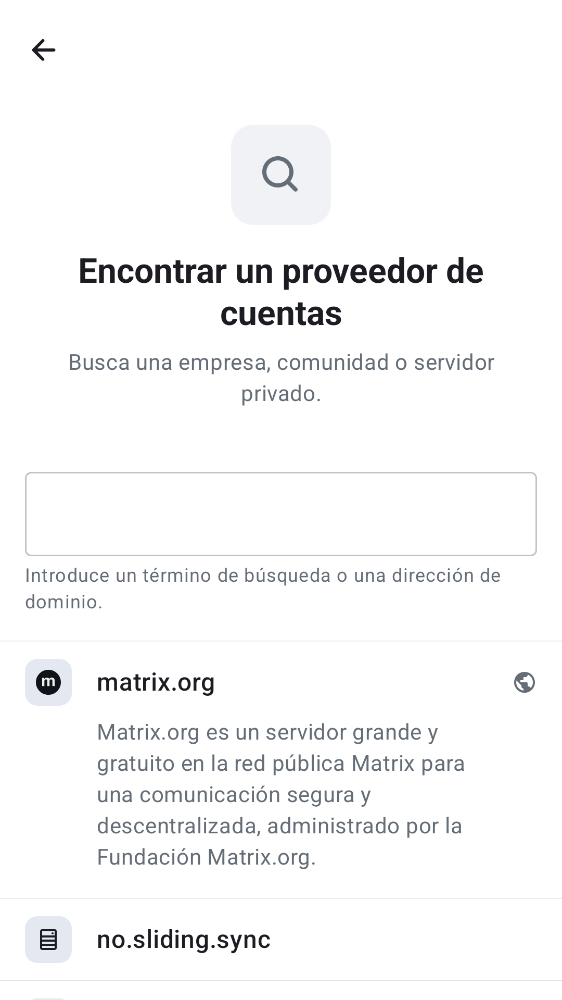 Encontrar un proveedor de
cuentas
Busca una empresa, comunidad o servidor
privado.
Introduce un término de búsqueda o una dirección de
dominio.
m
matrix.org
Matrix.org es un servidor grande y
gratuito en la red pública Matrix para
una comunicación segura y
descentralizada, administrado por la
Fundación Matrix.org.
no.sliding.sync